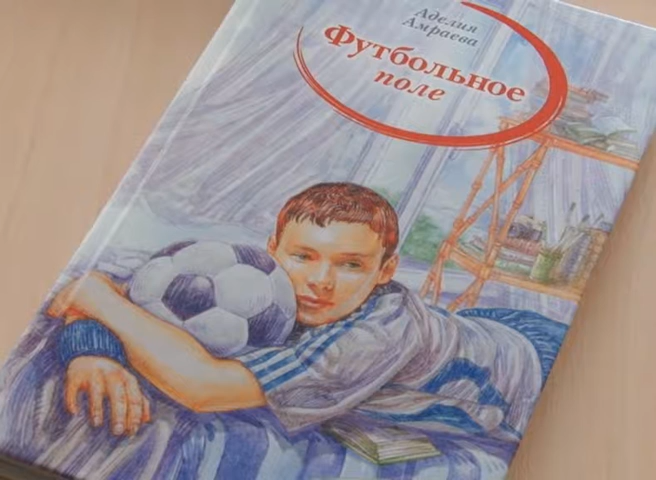 Аделия
Амраева
Футбольное
поле